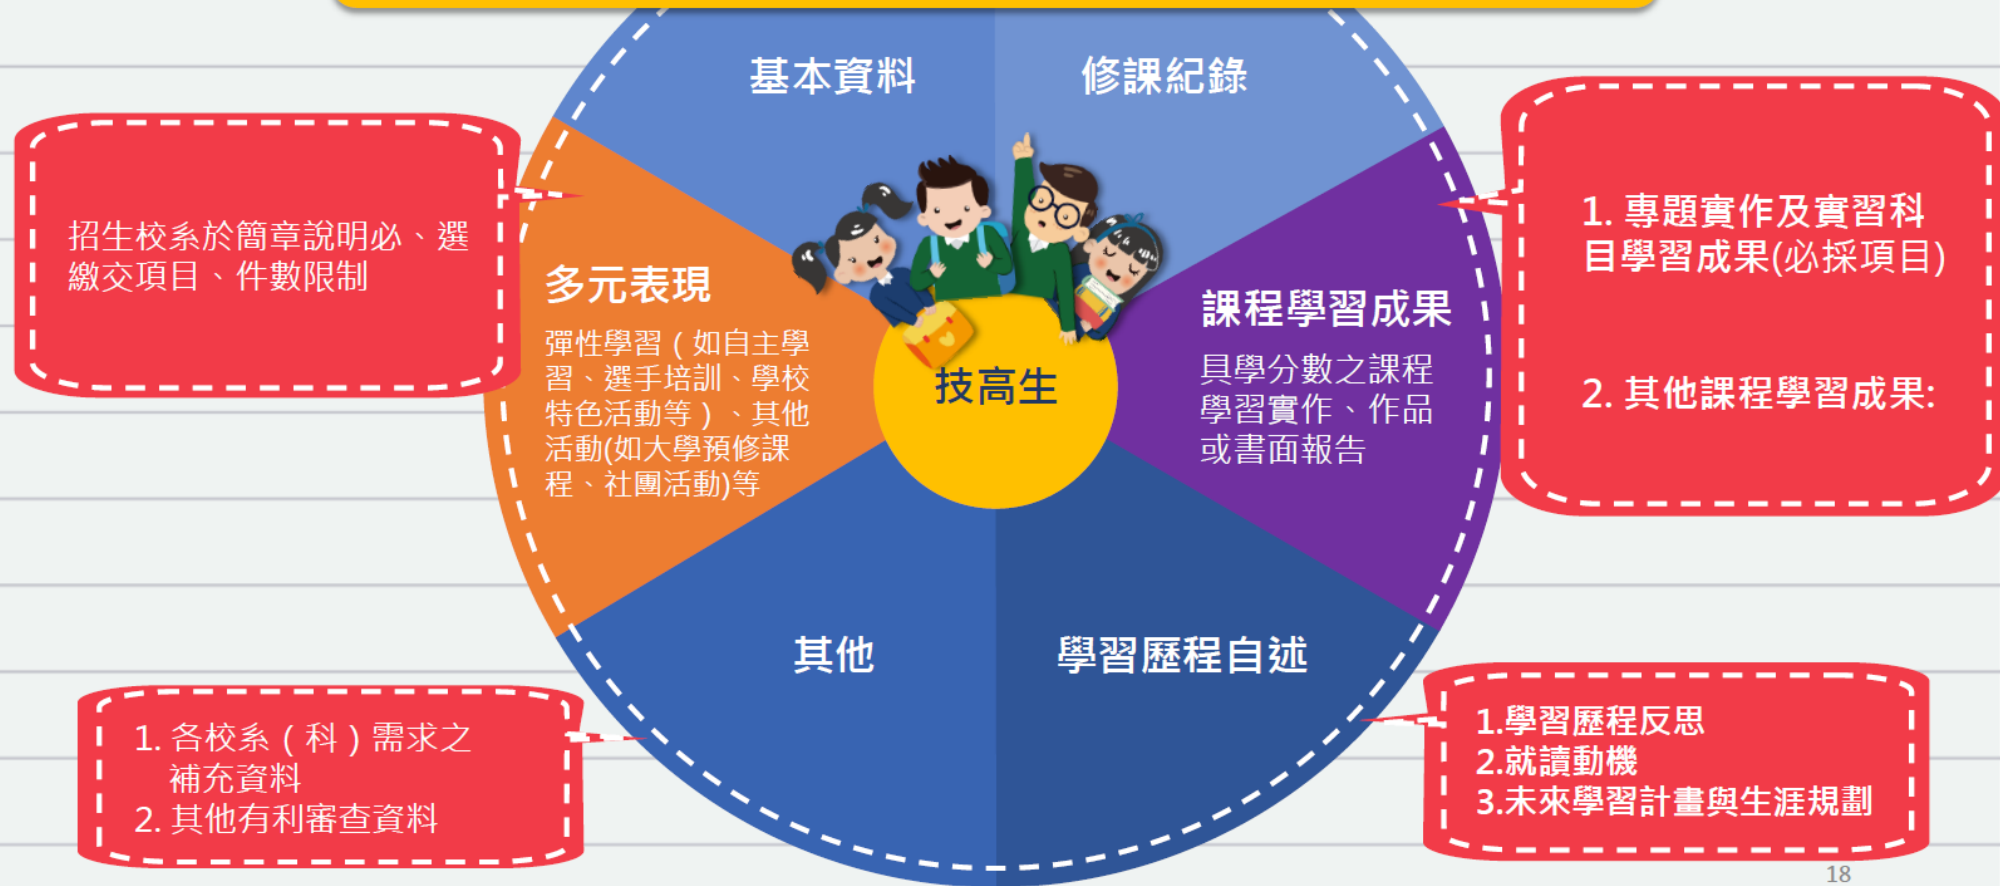 基本資料
修課紀錄
招生校系於簡章說明必、選
繳交項目、件數限制
多元表現
彈性學習（如自主學
習、選手培訓、學校
特色活動等）、其他
活動(如大學預修課
程、社團活動)等
技高生
課程學習成果
具學分數之課程
學習實作、作品
或書面報告
1. 專題實作及實習科
目學習成果(必採項目)
2. 其他課程學習成果:
其他
學習歷程自述
1. 各校系（科）需求之
補充資料
2. 其他有利審查資料
1.學習歷程反思
2.就讀動機
3.未來學習計畫與生涯規劃
18